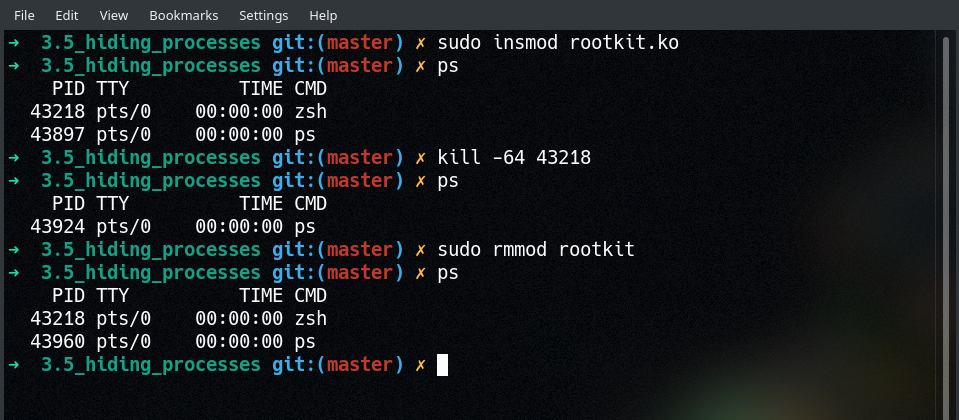 File Edit View Bookmarks Settings Help
➜ 3.5_hiding_processes git:(master) ✗ sudo insmod rootkit.ko
➜ 3.5_hiding_processes git:(master) ✗ ps
PID TTY TIME CMD
43218 pts/0 00:00:00 zsh
43897 pts/0 00:00:00 ps
➜ 3.5_hiding_processes git:(master) ✗ kill -64 43218
➜ 3.5_hiding_processes git:(master) ✗ ps
PID TTY TIME CMD
43924 pts/0 00:00:00 ps
➜ 3.5_hiding_processes git:(master) ✗ sudo rmmod rootkit
➜ 3.5_hiding_processes git:(master) ✗ ps
PID TTY TIME CMD
43218 pts/0 00:00:00 zsh
43960 pts/0 00:00:00 ps
➜ 3.5_hiding_processes git:(master) ✗